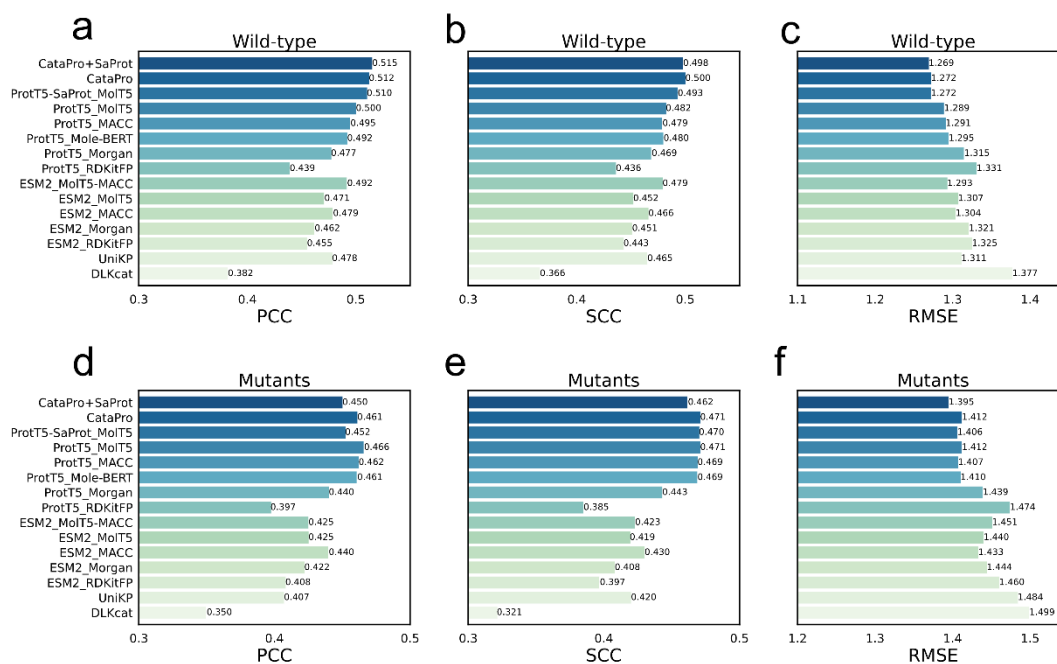 a
Wild-type
CataPro+SaProt 0.515
CataPro 0.512
ProtT5-SaProt_MolT5 0.510
ProtT5_MolT5 0.500
ProtT5_MACC 0.495
ProtT5_Mole-BERT 0.492
ProtT5_Morgan 0.477
ProtT5_RDKitFP 0.439
ESM2_MolT5-MACC 0.492
ESM2_MolT5 0.471
ESM2_MACC 0.479
ESM2_Morgan 0.462
ESM2_RDKitFP 0.455
UniKP 0.478
DLKcat 0.382
0.3 0.4 0.5
PCC
b
Wild-type
0.498
0.500
0.493
0.482
0.479
0.480
0.469
0.436
0.479
0.452
0.466
0.451
0.443
0.465
0.366
0.3 0.4 0.5
SCC
c
Wild-type
1.269
1.272
1.272
1.289
1.291
1.295
1.315
1.331
1.293
1.307
1.304
1.321
1.325
1.311
1.377
1.1 1.2 1.3 1.4
RMSE
d
Mutants
CataPro+SaProt 0.450
CataPro 0.461
ProtT5-SaProt_MolT5 0.452
ProtT5_MolT5 0.466
ProtT5_MACC 0.462
ProtT5_Mole-BERT 0.461
ProtT5_Morgan 0.440
ProtT5_RDKitFP 0.397
ESM2_MolT5-MACC 0.425
ESM2_MolT5 0.425
ESM2_MACC 0.440
ESM2_Morgan 0.422
ESM2_RDKitFP 0.408
UniKP 0.407
DLKcat 0.350
0.3 0.4 0.5
PCC
e
Mutants
0.462
0.471
0.470
0.471
0.469
0.469
0.443
0.385
0.423
0.419
0.430
0.408
0.397
0.420
0.321
0.3 0.4 0.5
SCC
f
Mutants
1.395
1.412
1.406
1.412
1.407
1.410
1.439
1.474
1.451
1.440
1.433
1.444
1.460
1.484
1.499
1.2 1.3 1.4 1.5
RMSE